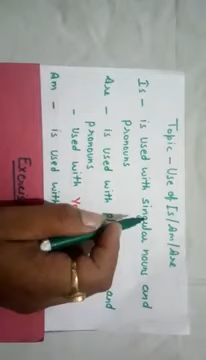 Topic - Use of Is/Am/Are
Is - is used with singular nouns and
pronouns
Are - is used with and
pronouns
- used with
Am - is used with
Exercise